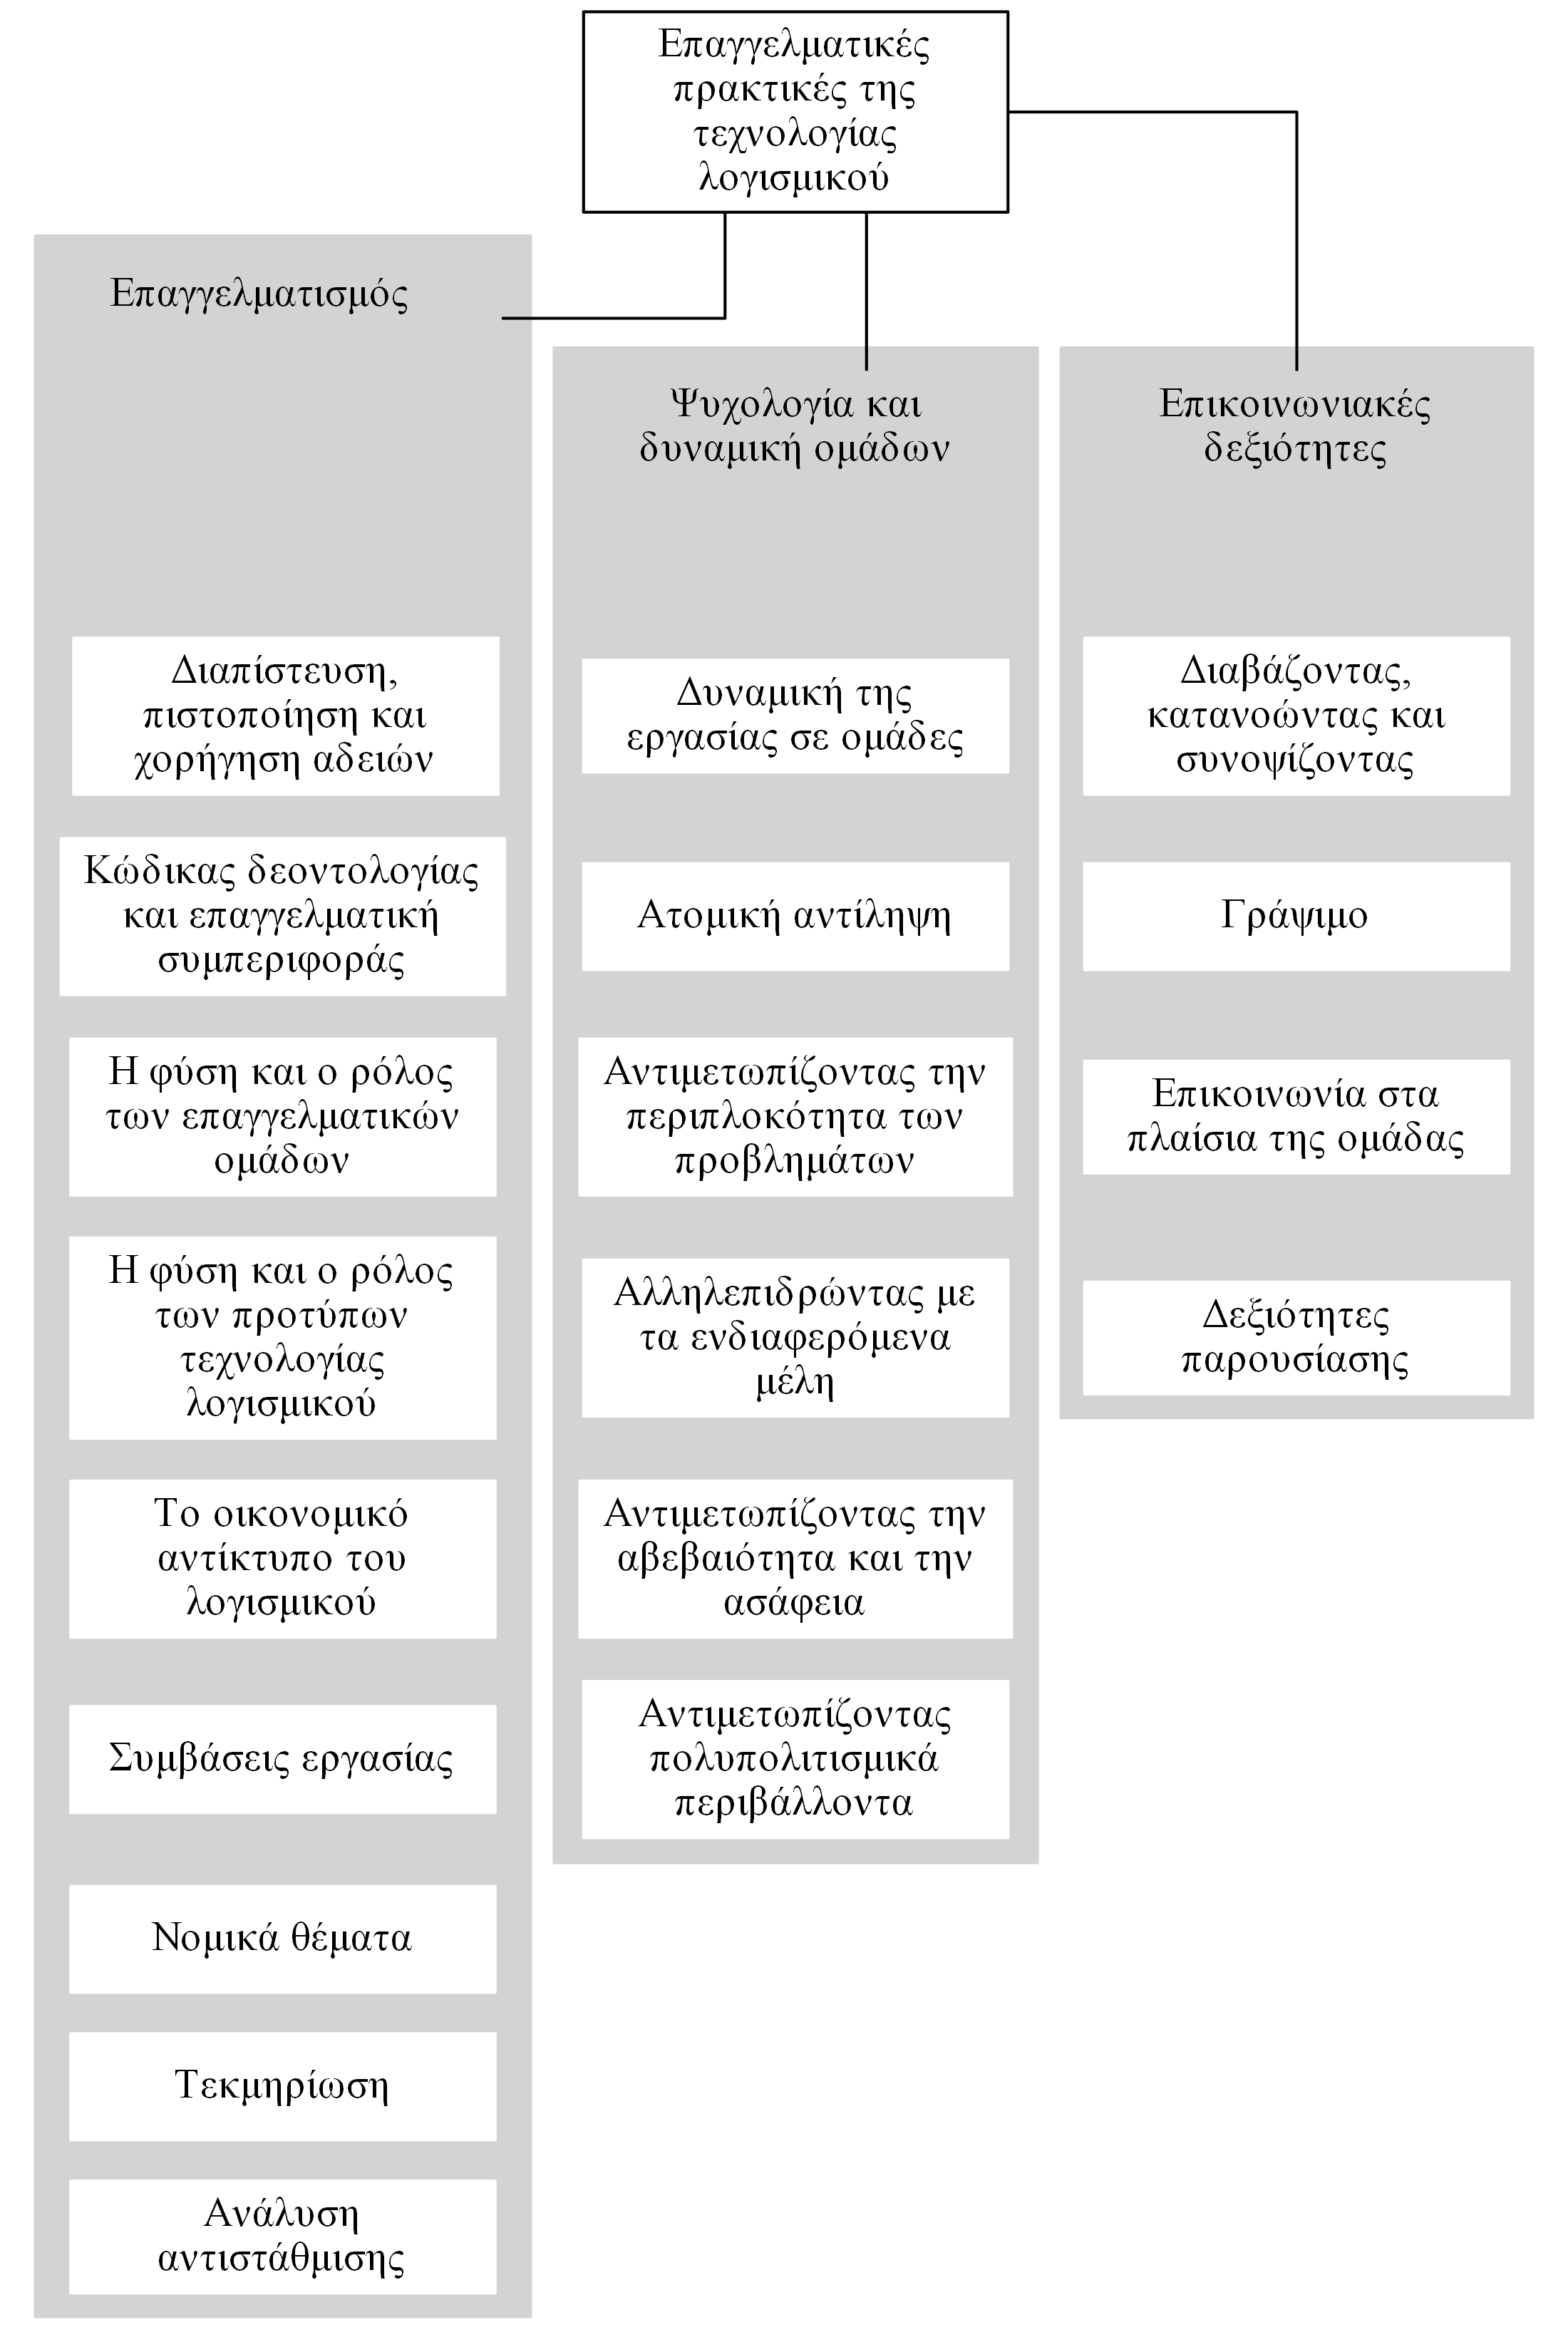 Επαγγελματικές
πρακτικές της
τεχνολογίας
λογισμικού
Επαγγελματισμός
Διαπίστευση,
πιστοποίηση και
χορήγηση αδειών
Κώδικας δεοντολογίας
και επαγγελματική
συμπεριφοράς
Η φύση και ο ρόλος
των επαγγελματικών
ομάδων
Η φύση και ο ρόλος
των προτύπων
τεχνολογίας
λογισμικού
Το οικονομικό
αντίκτυπο του
λογισμικού
Συμβάσεις εργασίας
Νομικά θέματα
Τεκμηρίωση
Ανάλυση
αντιστάθμισης
Ψυχολογία και
δυναμική ομάδων
Δυναμική της
εργασίας σε ομάδες
Ατομική αντίληψη
Αντιμετωπίζοντας την
περιπλοκότητα των
προβλημάτων
Αλληλεπιδρώντας με
τα ενδιαφερόμενα
μέλη
Αντιμετωπίζοντας την
αβεβαιότητα και την
ασάφεια
Αντιμετωπίζοντας
πολυπολιτισμικά
περιβάλλοντα
Επικοινωνιακές
δεξιότητες
Διαβάζοντας,
κατανοώντας και
συνοψίζοντας
Γράψιμο
Επικοινωνία στα
πλαίσια της ομάδας
Δεξιότητες
παρουσίασης